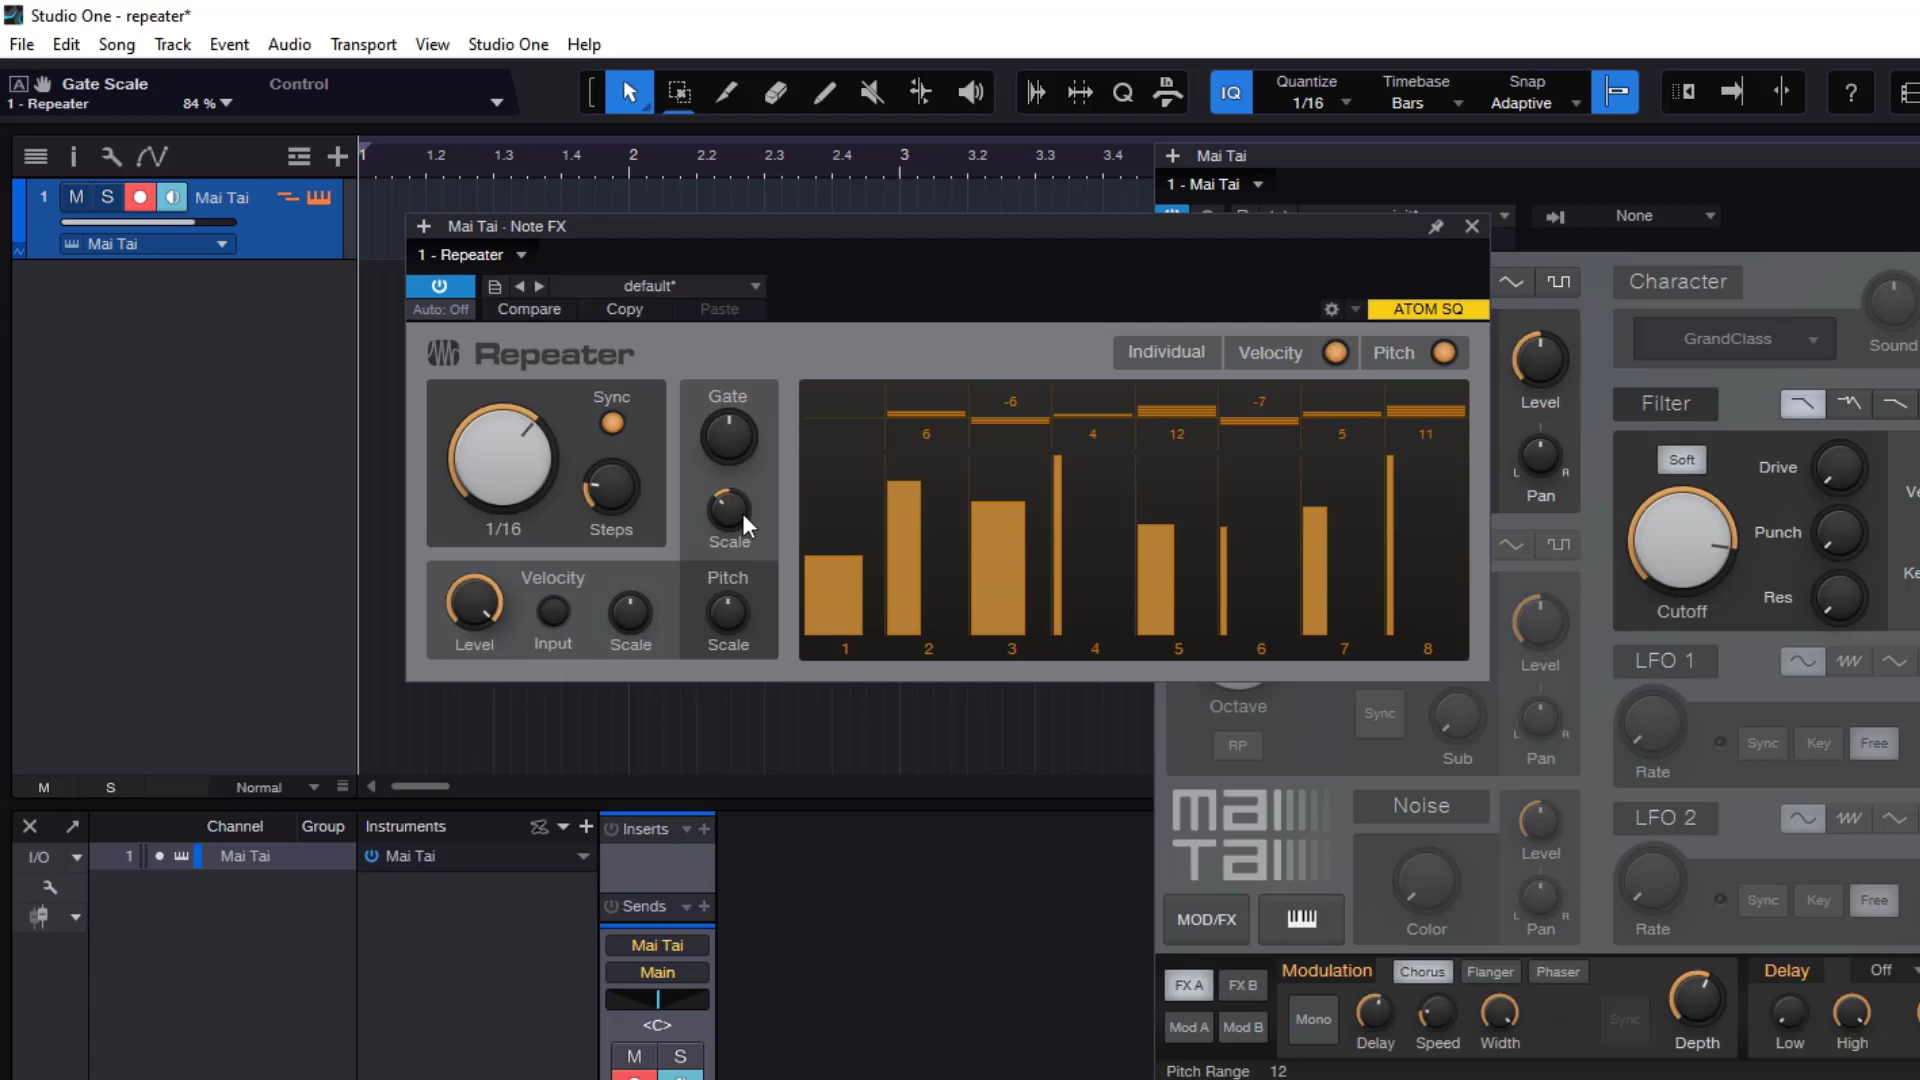 Studio One - repeater*
File Edit Song Track Event Audio Transport View Studio One Help
A Gate Scale Control
1 - Repeater 84 %
IQ Quantize 1/16 Timebase Bars Snap Adaptive ?
1 1.2 1.3 1.4 2 2.2 2.3 2.4 3 3.2 3.3 3.4
1 M S Mai Tai
Mai Tai
Mai Tai
1 - Mai Tai
None
Mai Tai - Note FX
1 - Repeater
default*
Auto: Off Compare Copy Paste ATOM SQ
Repeater Individual Velocity Pitch
Sync
1/16 Steps
Gate
Scale
Velocity
Level Input Scale
Pitch
Scale
-6 -7
6 4 12 5 11
1 2 3 4 5 6 7 8
Level
L R
Pan
Character
GrandClass
Sound
Filter
Soft Drive
Punch
Cutoff Res
Level
Octave Sync
RP Sub
L R
Pan
LFO 1
Rate Sync Key Free
mai
Tai
Noise
Color
Level
L R
Pan
LFO 2
Rate Sync Key Free
MOD/FX
FX A FX B
Mod A Mod B
Modulation Chorus Flanger Phaser
Mono Delay Speed Width Sync Depth
Delay Off
Low High
Pitch Range 12
M S Normal
Channel Group Instruments
I/O 1 Mai Tai Mai Tai
Inserts
Sends
Mai Tai
Main
<C>
M S